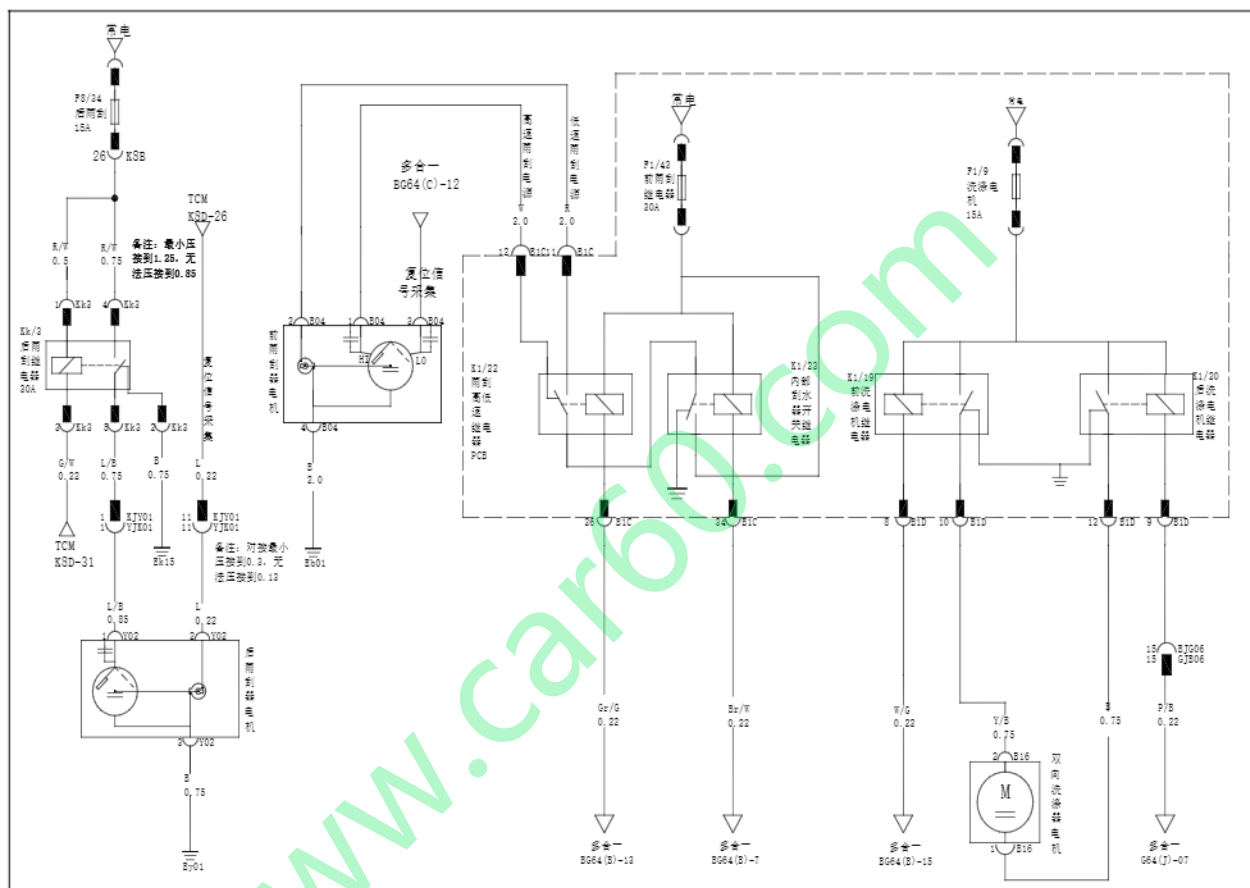 常电
F8/34
后雨刮
15A
26
KSB
TCM
KSD-26
R/W
0.5
R/W
0.75
备注：最小压
接到1.25，无
法压接到0.85
1
Kk3
4
Kk3
Kk/3
后雨
刮继
电器
30A
复位信号采集
3
Kk3
5
Kk3
2
Kk3
G/W
0.22
L/B
0.75
B
0.75
L
0.22
1
KJY01
1
YJK01
11
KJY01
11
YJK01
TCM
KSD-31
Ek15
备注：对接最小
压接到0.3，无
法压接到0.13
L/B
0.85
L
0.22
1
Y02
2
Y02
后雨刮器电机
3
Y02
B
0.75
Ey01
多合一
BG64(C)-12
复位信
号采集
2
B04
1
B04
3
B04
前雨刮器电机
HI
LO
4
B04
B
2.0
Eb01
高速雨刮电源
低速雨刮电源
2.0
R
2.0
B1C
11
B1C
常电
F1/43
前雨刮
继电器
30A
常电
F1/9
洗涤电
机
15A
K1/22
雨刮
高低
速
继电
器
PCB
K1/23
内部
刮水
器开
关继
电器
K1/19
前洗
涤电
机继
电器
K1/20
后洗
涤电
机继
电器
26
B1C
34
B1C
8
B1D
10
B1D
12
B1D
9
B1D
15
BJG06
15
GJB06
Gr/G
0.22
Br/W
0.22
W/G
0.22
Y/B
0.75
0.75
P/B
0.22
2
B16
M
双向洗涤器电机
1
B16
多合一
BG64(B)-13
多合一
BG64(B)-7
多合一
BG64(B)-15
多合一
G64(J)-07
www.car60.com